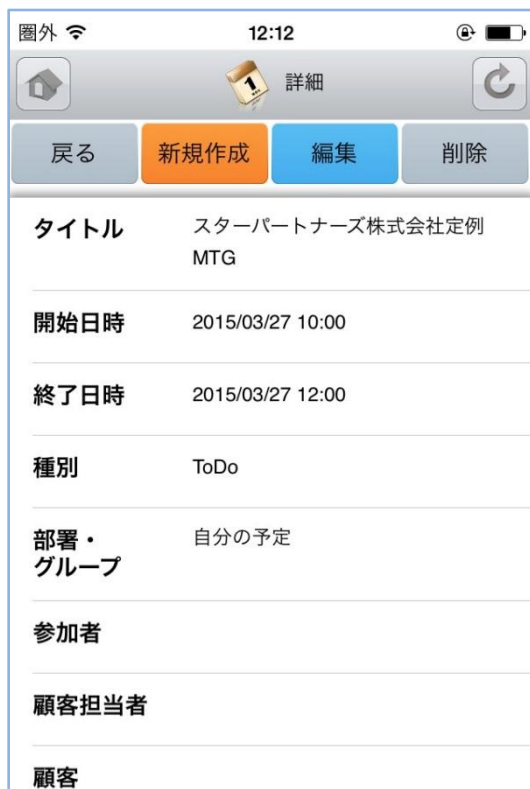 圏外 12:12
1 詳細
戻る 新規作成 編集 削除
タイトル スターパートナーズ株式会社定例
MTG
開始日時 2015/03/27 10:00
終了日時 2015/03/27 12:00
種別 ToDo
部署・ 自分の予定
グループ
参加者
顧客担当者
顧客